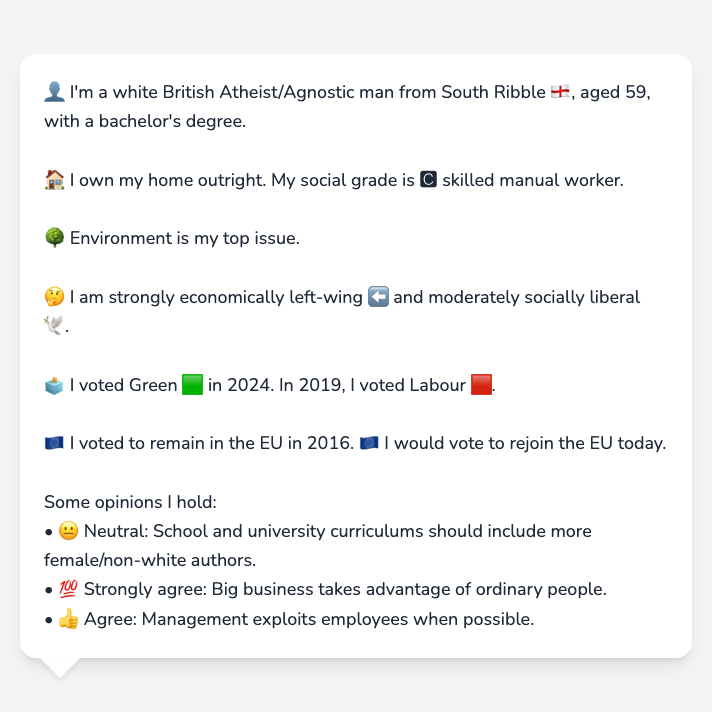 👤 I'm a white British Atheist/Agnostic man from South Ribble 🏴󠁧󠁢󠁥󠁮󠁧󠁿, aged 59,
with a bachelor's degree.
🏠 I own my home outright. My social grade is 🅲 skilled manual worker.
🌳 Environment is my top issue.
🤔 I am strongly economically left-wing ⬅️ and moderately socially liberal
🕊️.
🗳️ I voted Green 🟩 in 2024. In 2019, I voted Labour 🟥.
🇪🇺 I voted to remain in the EU in 2016. 🇪🇺 I would vote to rejoin the EU today.
Some opinions I hold:
• 😐 Neutral: School and university curriculums should include more
female/non-white authors.
• 💯 Strongly agree: Big business takes advantage of ordinary people.
• 👍 Agree: Management exploits employees when possible.